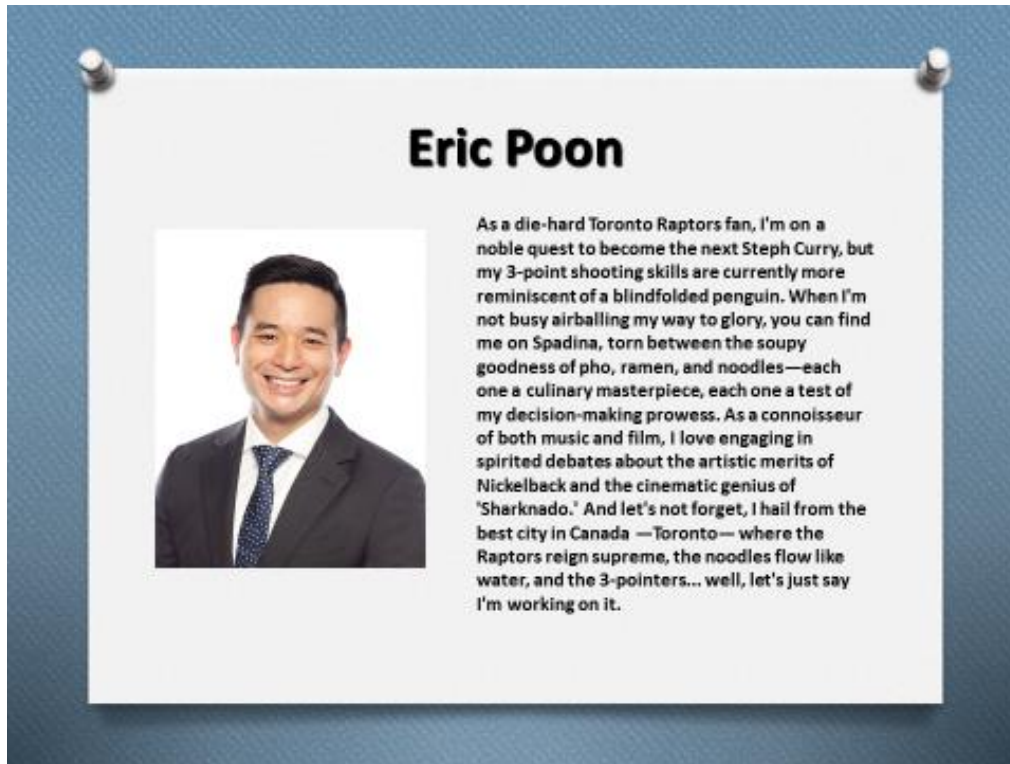 Eric Poon
As a die-hard Toronto Raptors fan, I'm on a
noble quest to become the next Steph Curry, but
my 3-point shooting skills are currently more
reminiscent of a blindfolded penguin. When I'm
not busy airballing my way to glory, you can find
me on Spadina, torn between the soupy
goodness of pho, ramen, and noodles—each
one a culinary masterpiece, each one a test of
my decision-making prowess. As a connoisseur
of both music and film, I love engaging in
spirited debates about the artistic merits of
Nickelback and the cinematic genius of
'Sharknado.' And let's not forget, I hail from the
best city in Canada —Toronto— where the
Raptors reign supreme, the noodles flow like
water, and the 3-pointers... well, let's just say
I'm working on it.